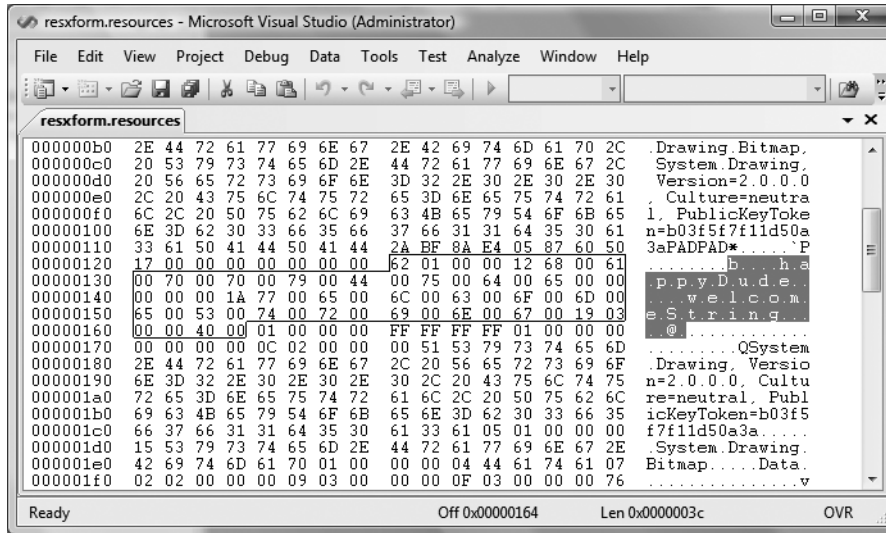 resxform.resources - Microsoft Visual Studio (Administrator)
File Edit View Project Debug Data Tools Test Analyze Window Help
resxform.resources
000000b0 2E 44 72 61 77 69 6E 67 2E 42 69 74 6D 61 70 2C .Drawing.Bitmap,
000000c0 20 53 79 73 74 65 6D 2E 44 72 61 77 69 6E 67 2C System.Drawing,
000000d0 20 56 65 72 73 69 6F 6E 3D 32 2E 30 2E 30 2E 30 Version=2.0.0.0
000000e0 2C 20 43 75 6C 74 75 72 65 3D 6E 65 75 74 72 61 , Culture=neutra
000000f0 6C 2C 20 50 75 62 6C 69 63 4B 65 79 54 6F 6B 65 l, PublicKeyToke
00000100 6E 3D 62 30 33 66 35 66 37 66 31 31 64 35 30 61 n=b03f5f7f11d50a
00000110 33 61 50 41 44 50 41 44 2A BF 8A E4 05 87 60 50 3aPADPAD*.....`P
00000120 17 00 00 00 00 00 00 00 62 01 00 00 12 68 00 61 ........b....h.a
00000130 00 70 00 70 00 79 00 44 00 75 00 64 00 65 00 00 .p.p.y.D.u.d.e..
00000140 00 00 00 1A 77 00 65 00 6C 00 63 00 6F 00 6D 00 ....w.e.l.c.o.m.
00000150 65 00 53 00 74 00 72 00 69 00 6E 00 67 00 19 03 e.S.t.r.i.n.g...
00000160 00 00 40 00 01 00 00 00 FF FF FF FF 01 00 00 00 ..@.............
00000170 00 00 00 00 0C 02 00 00 00 51 53 79 73 74 65 6D .........QSystem
00000180 2E 44 72 61 77 69 6E 67 2C 20 56 65 72 73 69 6F .Drawing, Versio
00000190 6E 3D 32 2E 30 2E 30 2E 30 2C 20 43 75 6C 74 75 n=2.0.0.0, Cultu
000001a0 72 65 3D 6E 65 75 74 72 61 6C 2C 20 50 75 62 6C re=neutral, Publ
000001b0 69 63 4B 65 79 54 6F 6B 65 6E 3D 62 30 33 66 35 icKeyToken=b03f5
000001c0 66 37 66 31 31 64 35 30 61 33 61 05 01 00 00 00 f7f11d50a3a.....
000001d0 15 53 79 73 74 65 6D 2E 44 72 61 77 69 6E 67 2E .System.Drawing.
000001e0 42 69 74 6D 61 70 01 00 00 00 04 44 61 74 61 07 Bitmap.....Data.
000001f0 02 02 00 00 00 09 03 00 00 00 0F 03 00 00 00 76 ...............v
Ready Off 0x00000164 Len 0x0000003c OVR